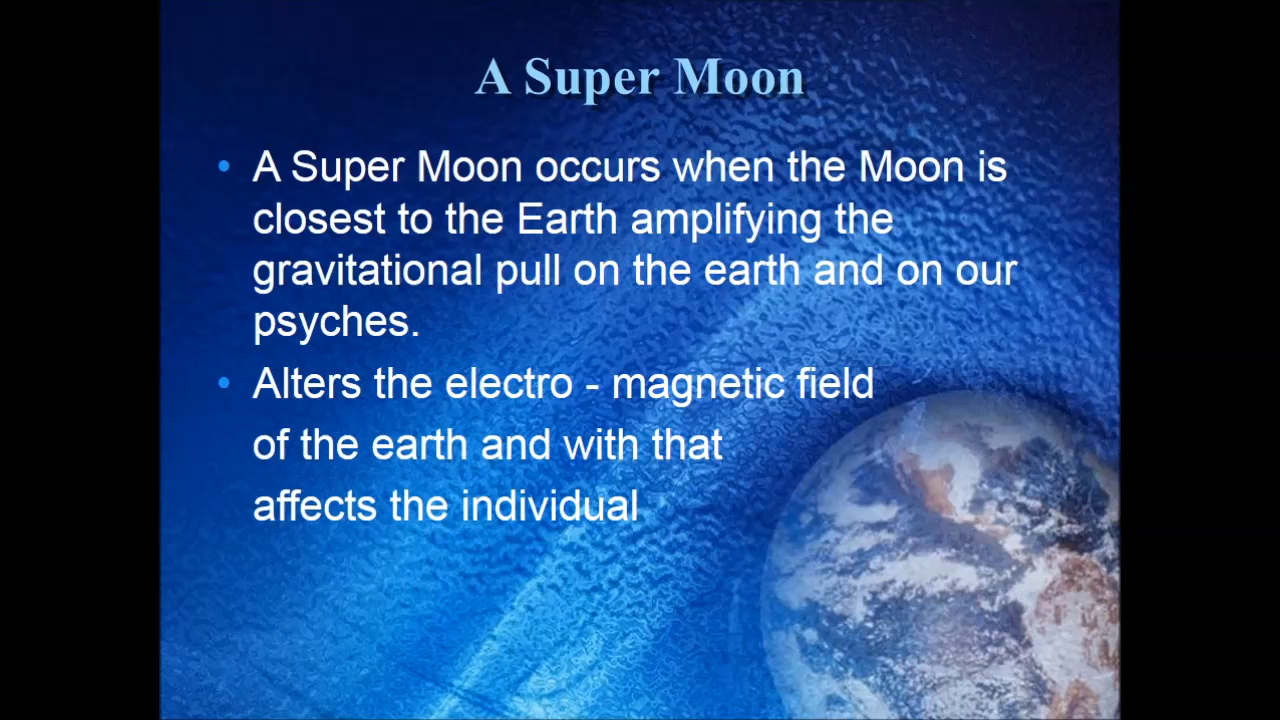 A Super Moon
• A Super Moon occurs when the Moon is
closest to the Earth amplifying the
gravitational pull on the earth and on our
psyches.
• Alters the electro - magnetic field
of the earth and with that
affects the individual